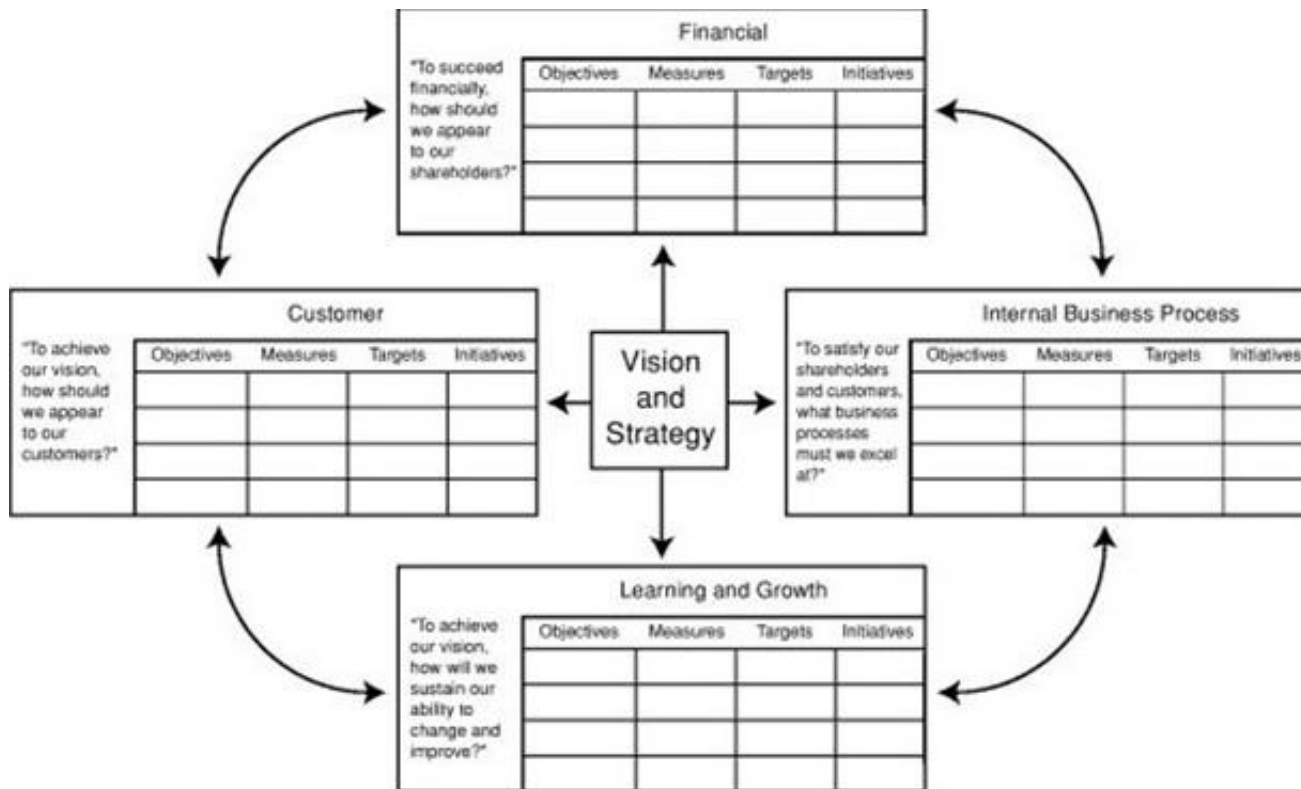 Financial
"To succeed
financially,
how should
we appear
to our
shareholders?"
Objectives Measures Targets Initiatives
Customer
"To achieve
our vision,
how should
we appear
to our
customers?"
Objectives Measures Targets Initiatives
Vision
and
Strategy
Internal Business Process
"To satisfy our
shareholders
and customers,
what business
processes
must we excel
at?"
Objectives Measures Targets Initiatives
Learning and Growth
"To achieve
our vision,
how will we
sustain our
ability to
change and
improve?"
Objectives Measures Targets Initiatives